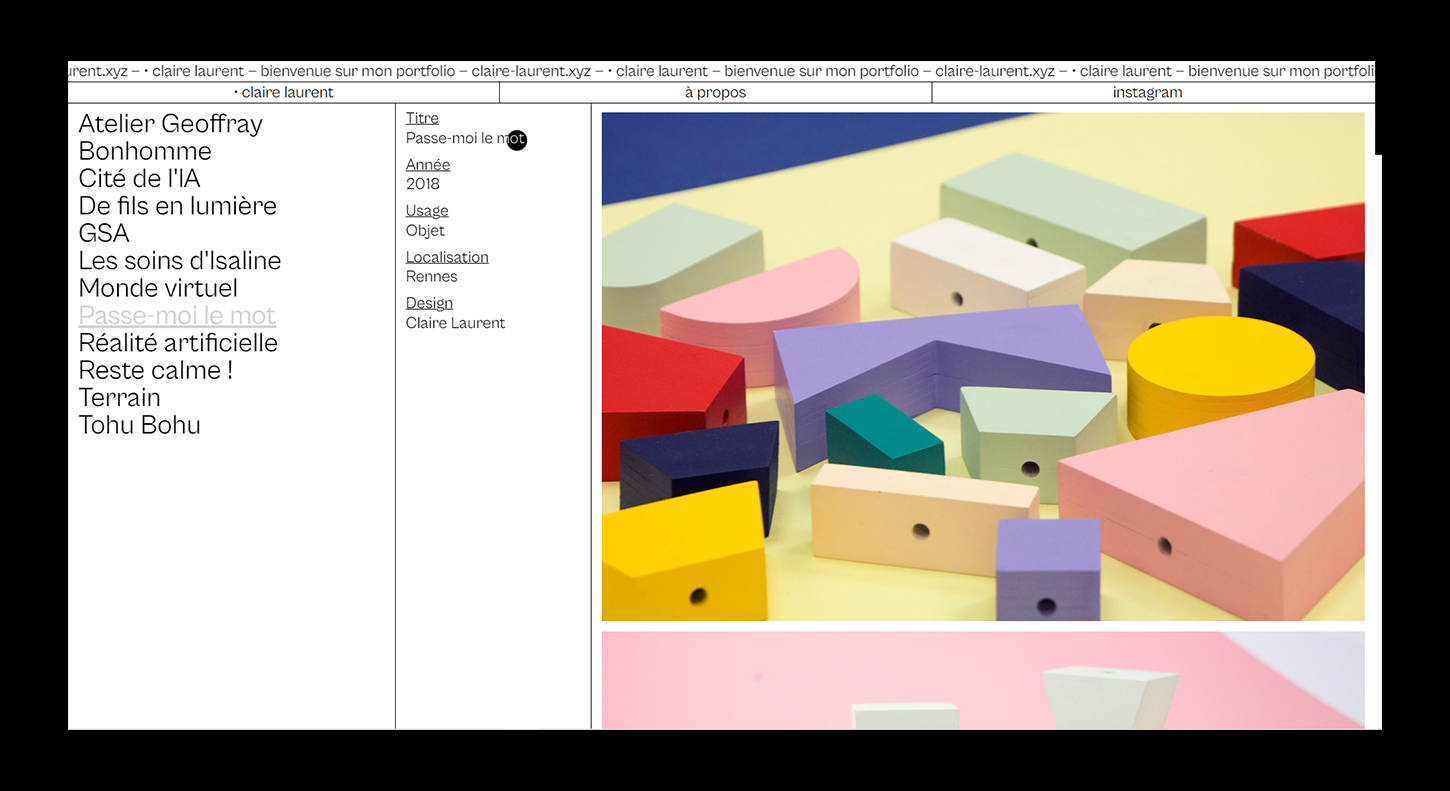 urent.xyz – • claire laurent – bienvenue sur mon portfolio – claire-laurent.xyz – • claire laurent – bienvenue sur mon portfolio – claire-laurent.xyz – • claire laurent – bienvenue sur mon portfoli
• claire laurent
à propos
instagram
Atelier Geoffray
Bonhomme
Cité de l'IA
De fils en lumière
GSA
Les soins d'Isaline
Monde virtuel
Passe-moi le mot
Réalité artificielle
Reste calme !
Terrain
Tohu Bohu
Titre
Passe-moi le mot
Année
2018
Usage
Objet
Localisation
Rennes
Design
Claire Laurent